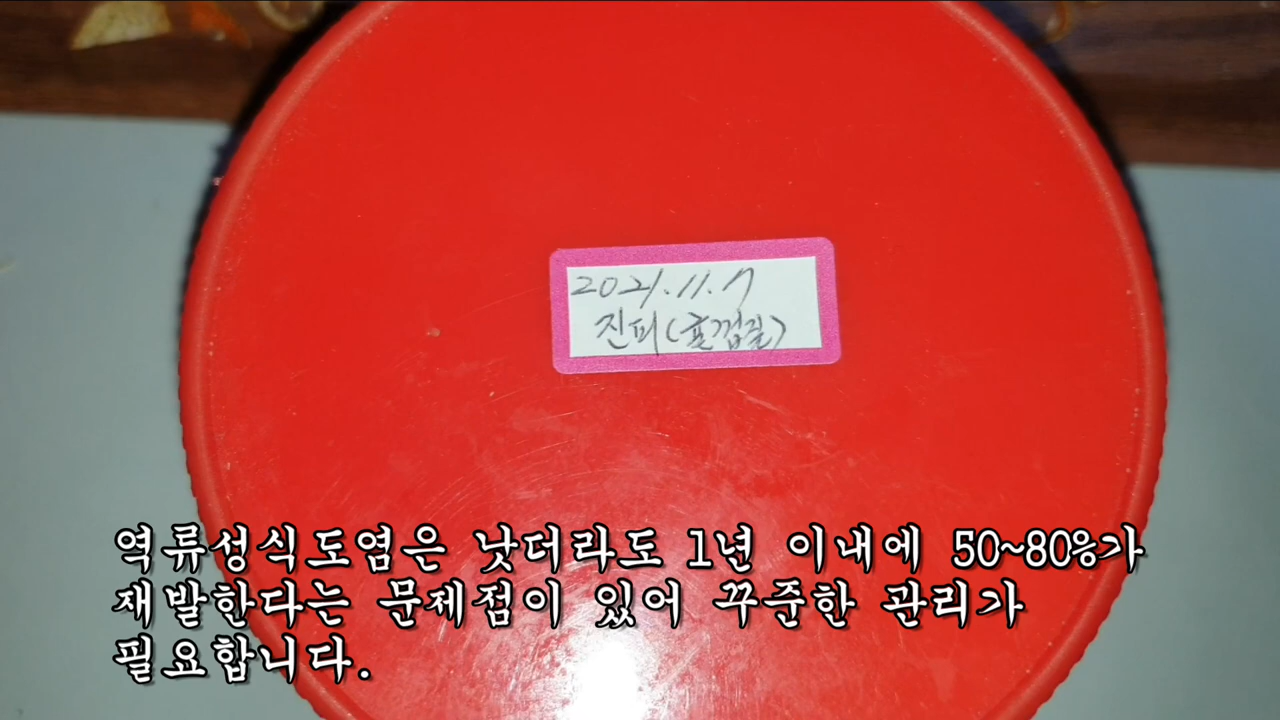 2021.11.7
진피(귤껍질)
역류성식도염은 낫더라도 1년 이내에 50~80%가
재발한다는 문제점이 있어 꾸준한 관리가
필요합니다.